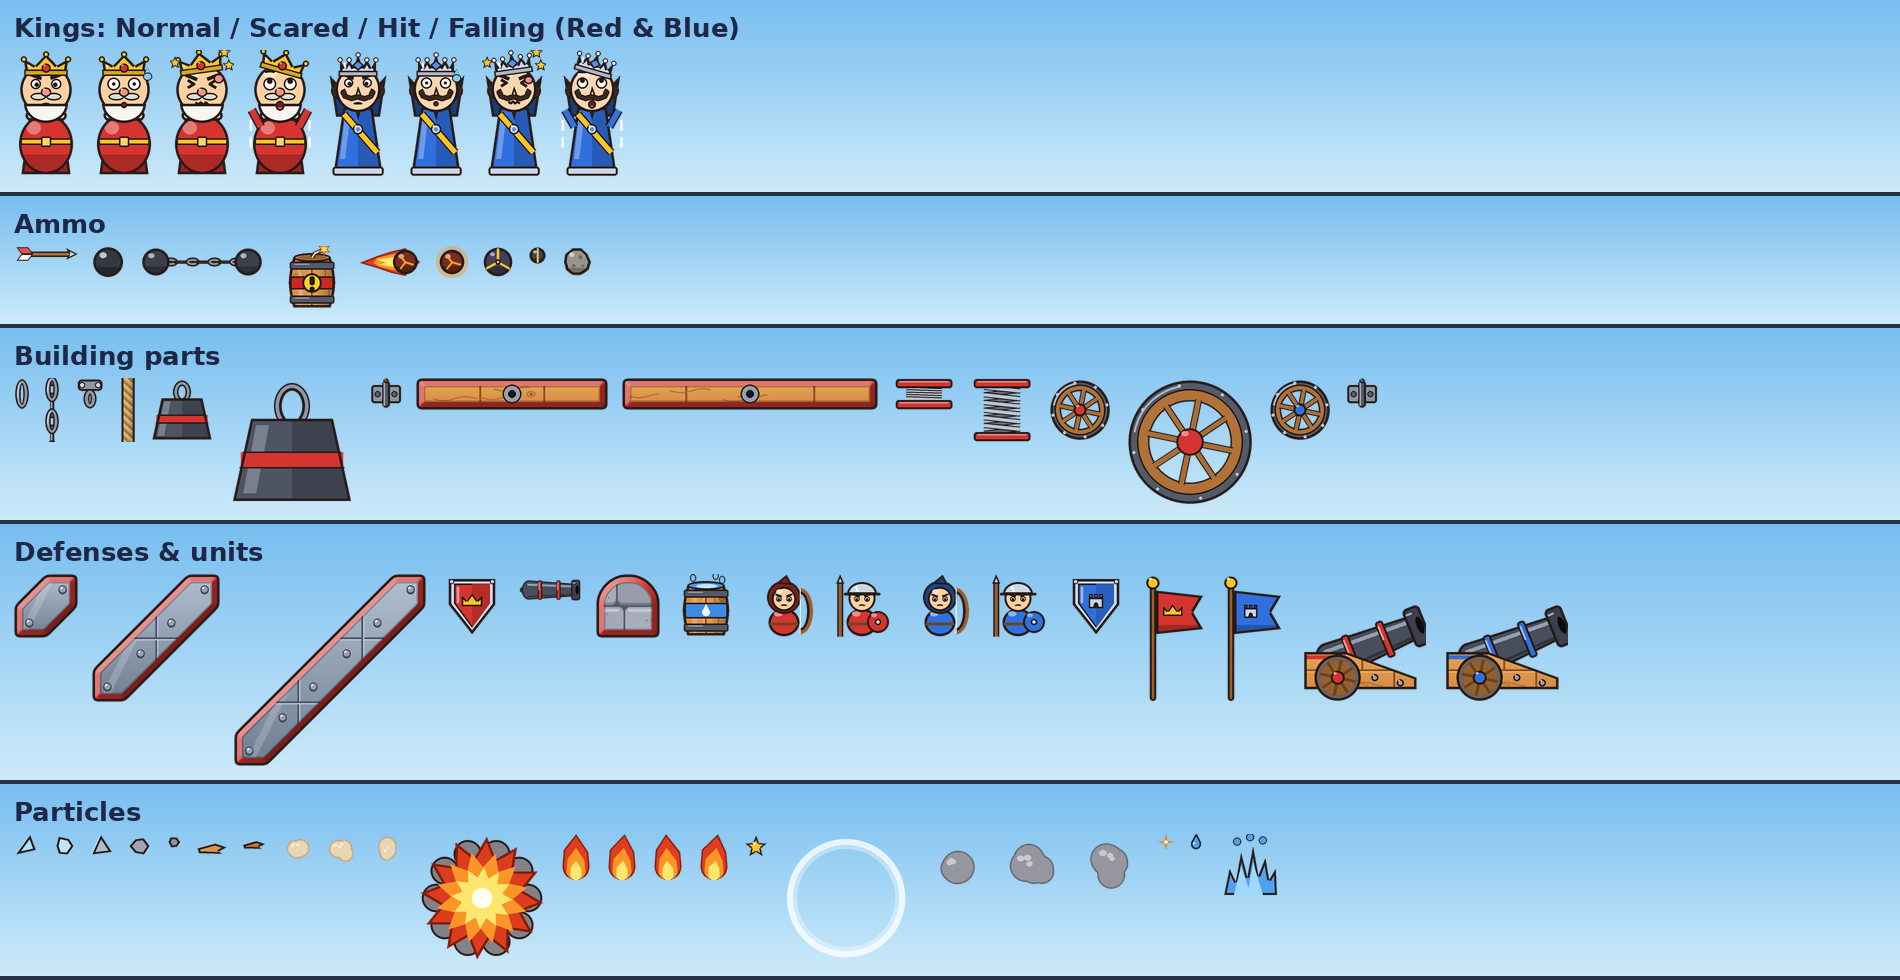 Kings: Normal / Scared / Hit / Falling (Red & Blue)
Ammo
Building parts
Defenses & units
Particles